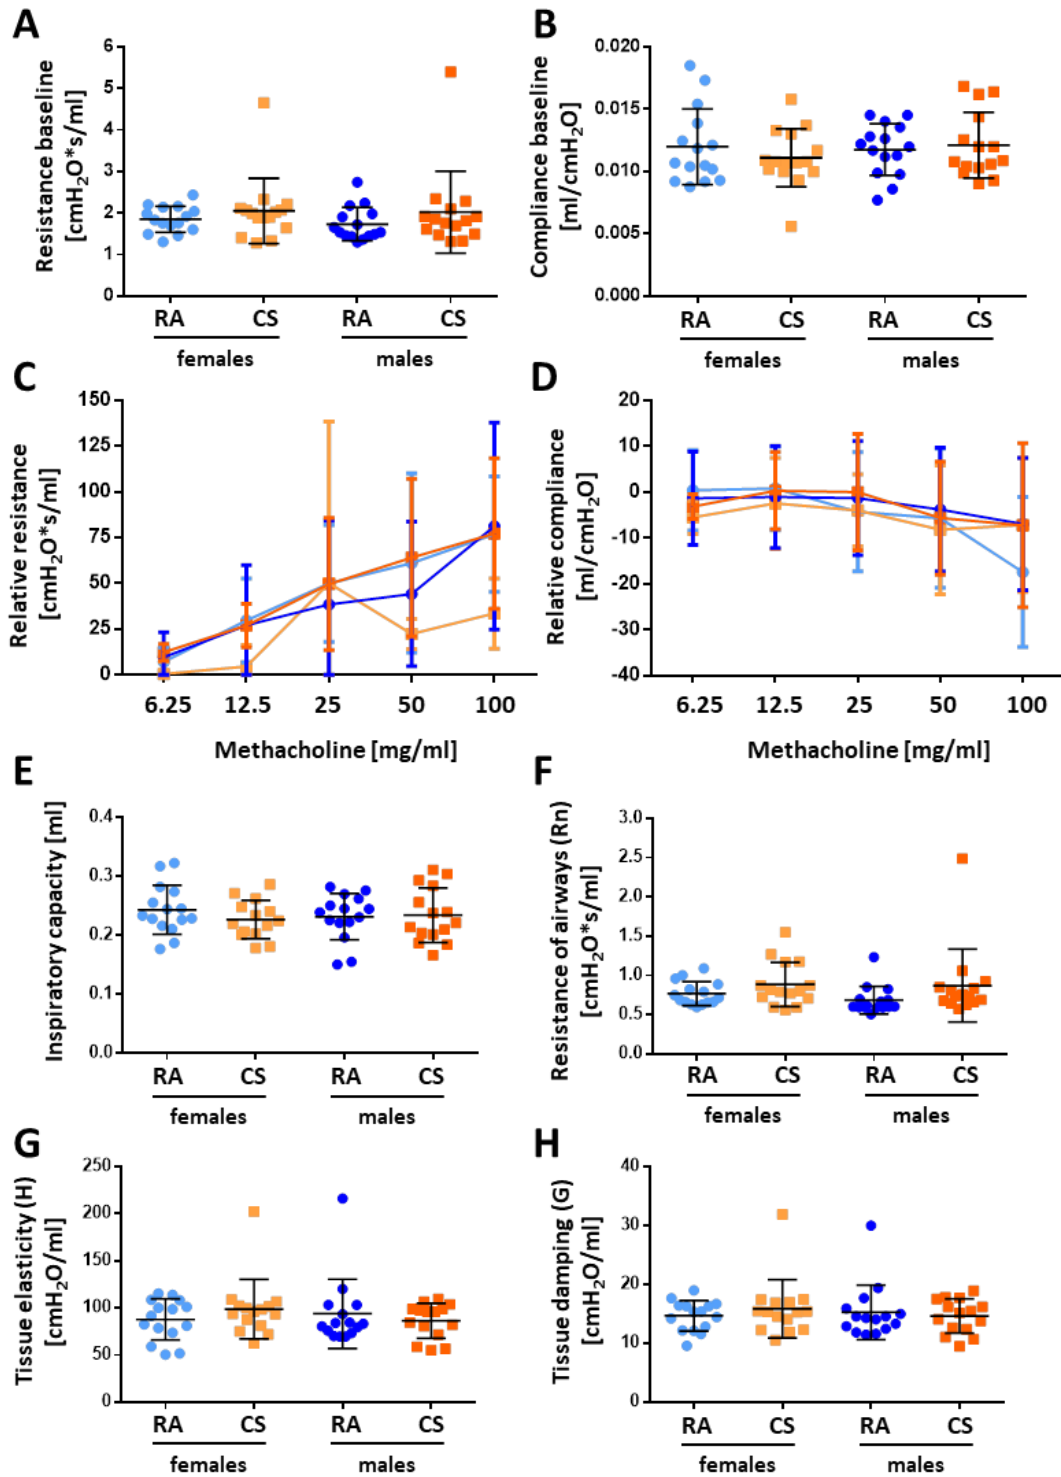 A
Resistance baseline
[cmH₂O*s/ml]
6
5
4
3
2
1
0
RA
CS
RA
CS
females
males
B
Compliance baseline
[ml/cmH₂O]
0.020
0.015
0.010
0.005
0.000
RA
CS
RA
CS
females
males
C
Relative resistance
[cmH₂O*s/ml]
150
125
100
75
50
25
0
6.25
12.5
25
50
100
Methacholine [mg/ml]
D
Relative compliance
[ml/cmH₂O]
20
10
0
-10
-20
-30
-40
6.25
12.5
25
50
100
Methacholine [mg/ml]
E
Inspiratory capacity [ml]
0.4
0.3
0.2
0.1
0.0
RA
CS
RA
CS
females
males
F
Resistance of airways (Rn)
[cmH₂O*s/ml]
3.0
2.5
2.0
1.5
1.0
0.5
0.0
RA
CS
RA
CS
females
males
G
Tissue elasticity (H)
[cmH₂O/ml]
250
200
150
100
50
0
RA
CS
RA
CS
females
males
H
Tissue damping (G)
[cmH₂O/ml]
40
30
20
10
0
RA
CS
RA
CS
females
males